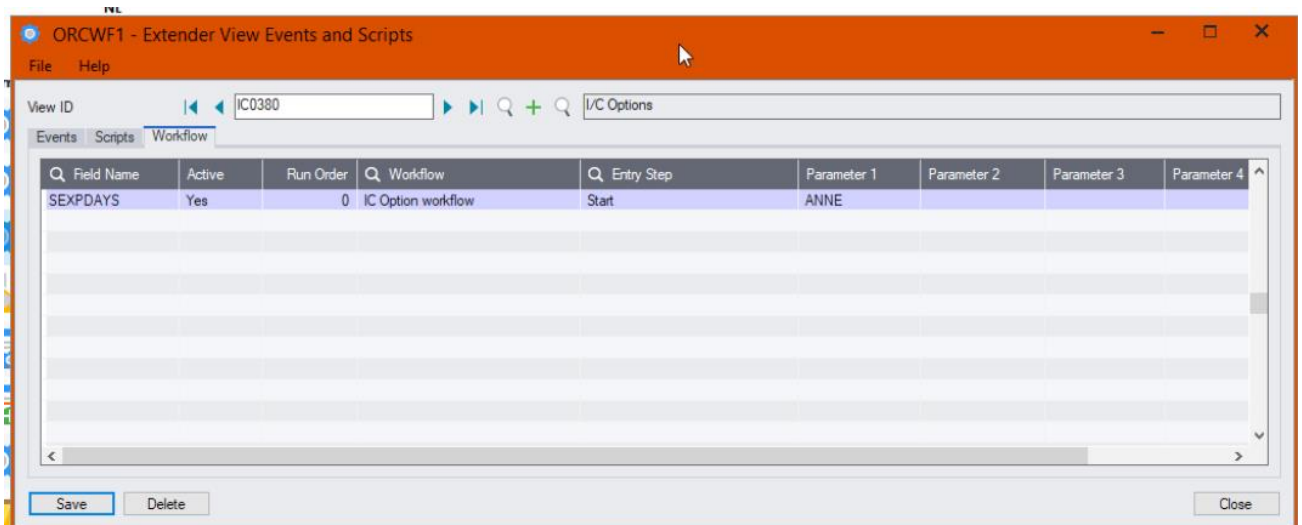 ORCWF1 - Extender View Events and Scripts
File Help
View ID IC0380 I/C Options
Events Scripts Workflow
Field Name Active Run Order Workflow Entry Step Parameter 1 Parameter 2 Parameter 3 Parameter 4
SEXPDAYS Yes 0 IC Option workflow Start ANNE
Save Delete Close